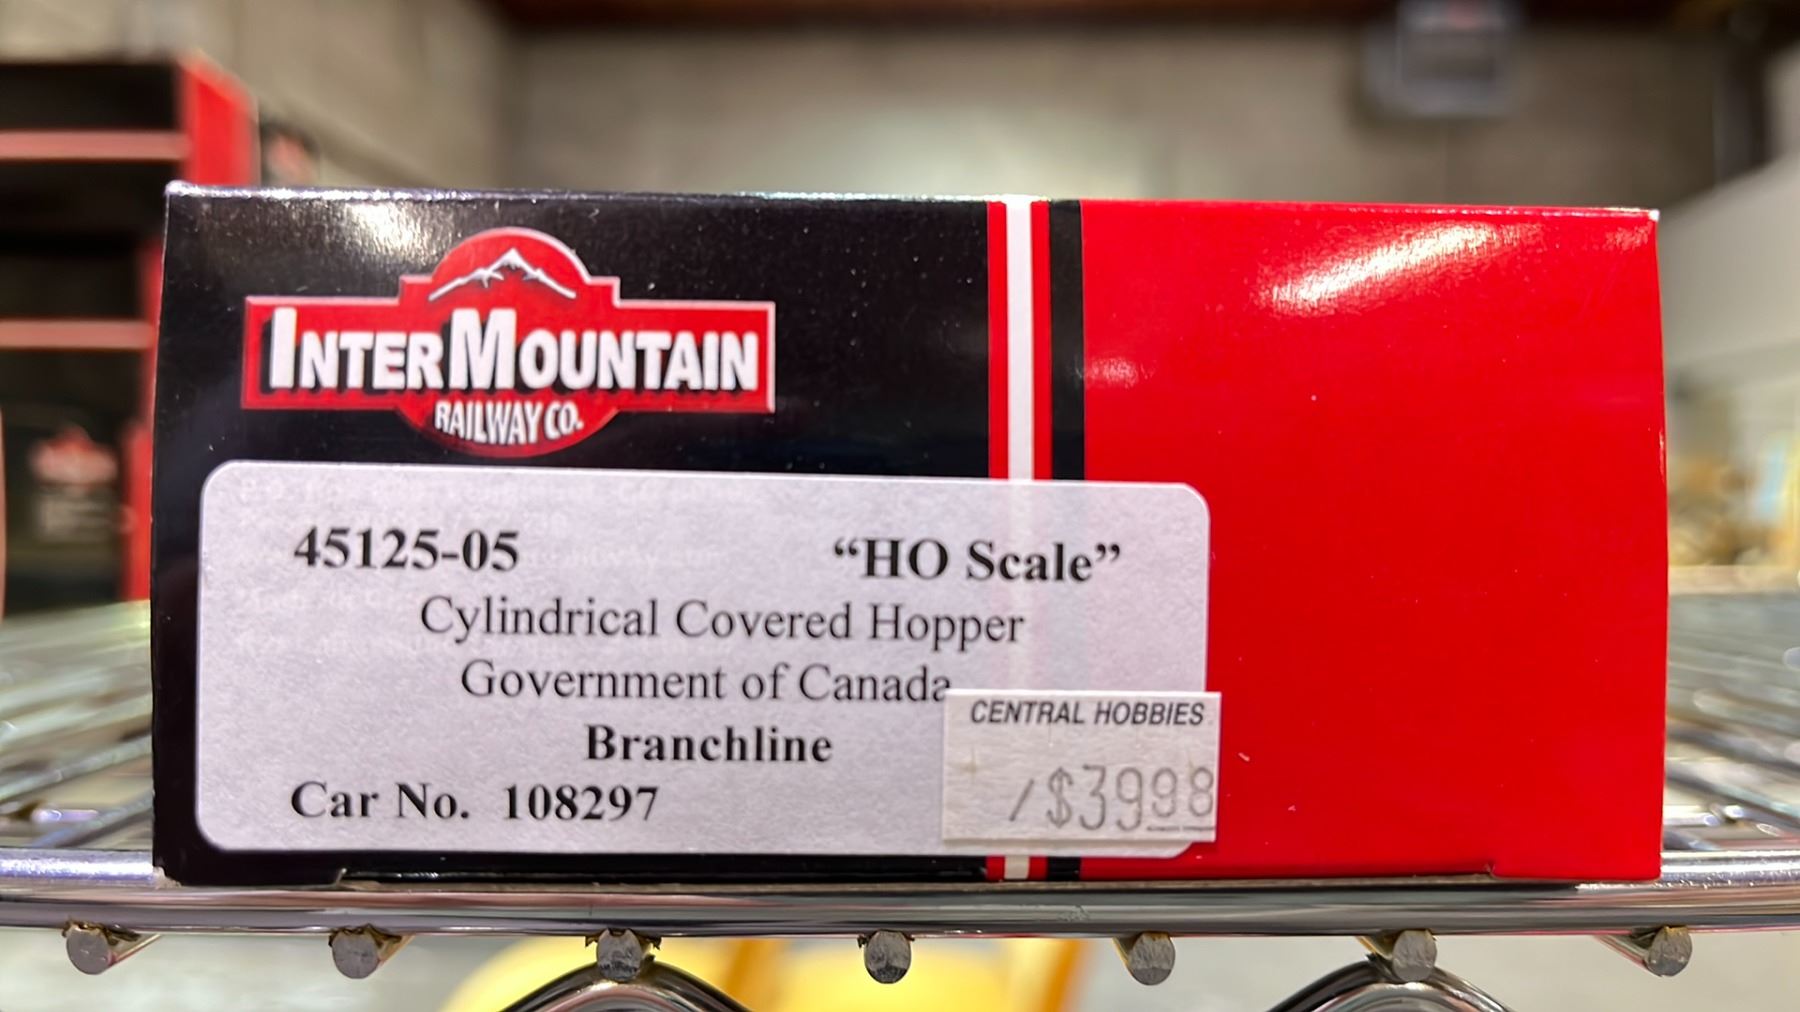 INTERMOUNTAIN
RAILWAY CO.
45125-05 “HO Scale”
Cylindrical Covered Hopper
Government of Canada
Branchline
Car No. 108297
CENTRAL HOBBIES
/$3998